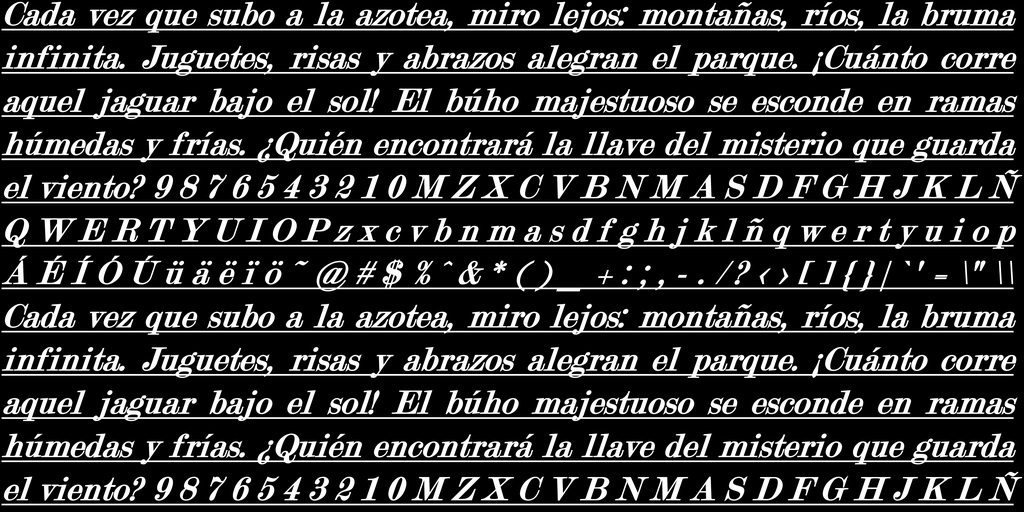 Cada vez que subo a la azotea, miro lejos: montañas, ríos, la bruma
infinita. Juguetes, risas y abrazos alegran el parque. ¡Cuánto corre
aquel jaguar bajo el sol! El búho majestuoso se esconde en ramas
húmedas y frías. ¿Quién encontrará la llave del misterio que guarda
el viento? 9 8 7 6 5 4 3 2 1 0 M Z X C V B N M A S D F G H J K L Ñ
Q W E R T Y U I O P z x c v b n m a s d f g h j k l ñ q w e r t y u i o p
Á É Í Ó Ú ü ä ë ï ö ~ @ # $ % ^ & * ( ) _ + : ; , - . / ? < > [ ] { } | ` ' = \" \\
Cada vez que subo a la azotea, miro lejos: montañas, ríos, la bruma
infinita. Juguetes, risas y abrazos alegran el parque. ¡Cuánto corre
aquel jaguar bajo el sol! El búho majestuoso se esconde en ramas
húmedas y frías. ¿Quién encontrará la llave del misterio que guarda
el viento? 9 8 7 6 5 4 3 2 1 0 M Z X C V B N M A S D F G H J K L Ñ